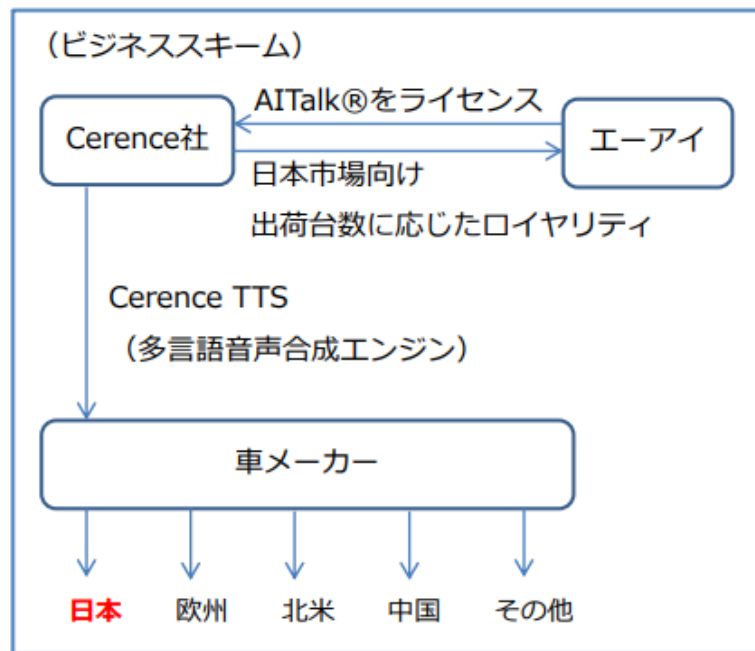 （ビジネススキーム）
AITalk®をライセンス
Cerence社
エーアイ
日本市場向け
出荷台数に応じたロイヤリティ
Cerence TTS
（多言語音声合成エンジン）
車メーカー
日本 欧州 北米 中国 その他